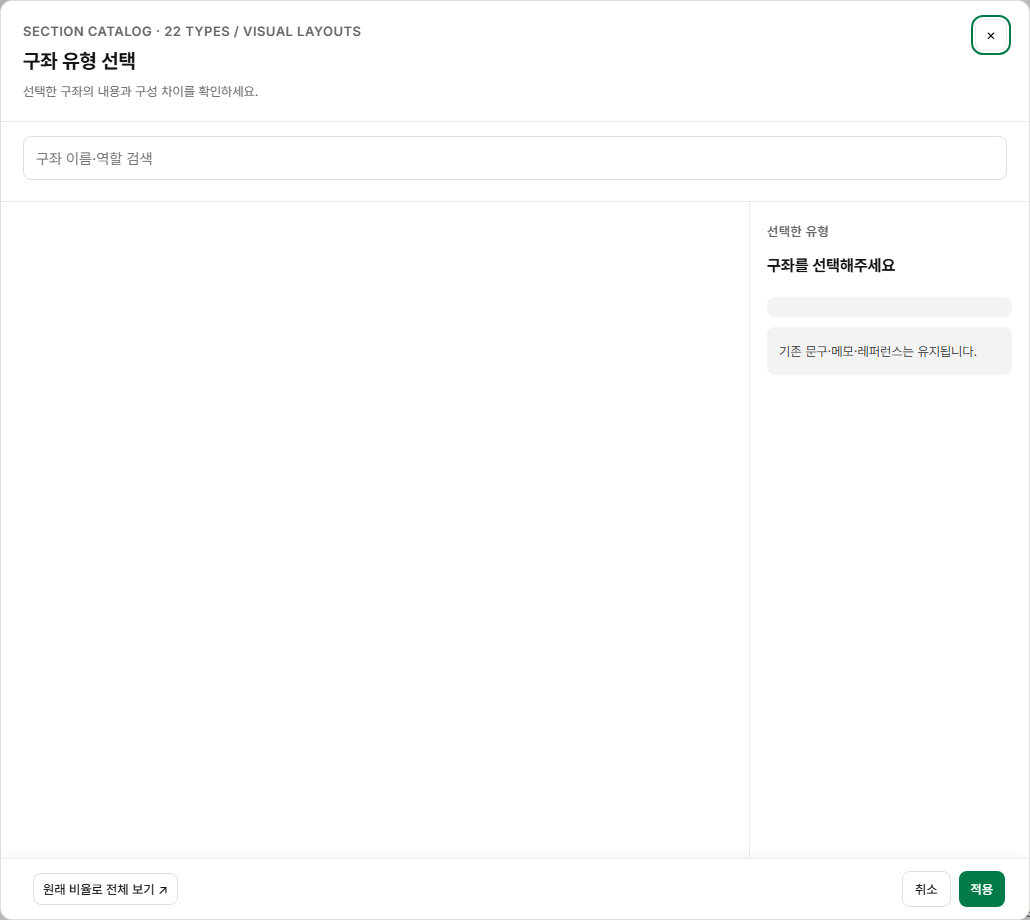 SECTION CATALOG · 22 TYPES / VISUAL LAYOUTS
구좌 유형 선택
선택한 구좌의 내용과 구성 차이를 확인하세요.
×
구좌 이름·역할 검색
선택한 유형
구좌를 선택해주세요
기존 문구·메모·레퍼런스는 유지됩니다.
원래 비율로 전체 보기 ↗
취소
적용